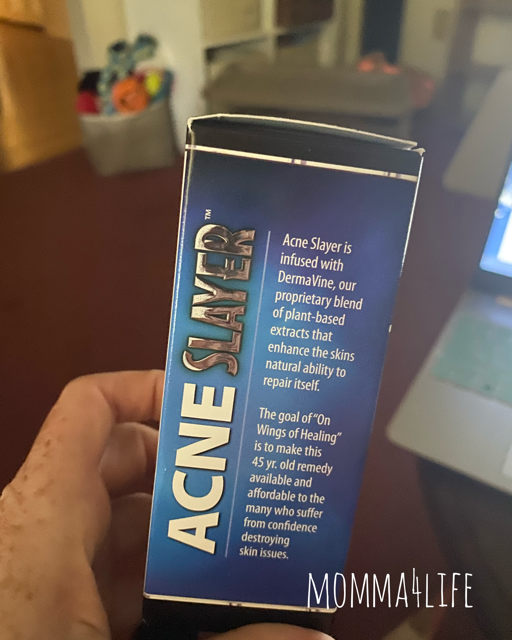 ACNE SLAYER™
Acne Slayer is
infused with
DermaVine, our
proprietary blend
of plant-based
extracts that
enhance the skins
natural ability to
repair itself.
The goal of "On
Wings of Healing"
is to make this
45 yr. old remedy
available and
affordable to the
many who suffer
from confidence
destroying
skin issues.
MOMMA4LIFE